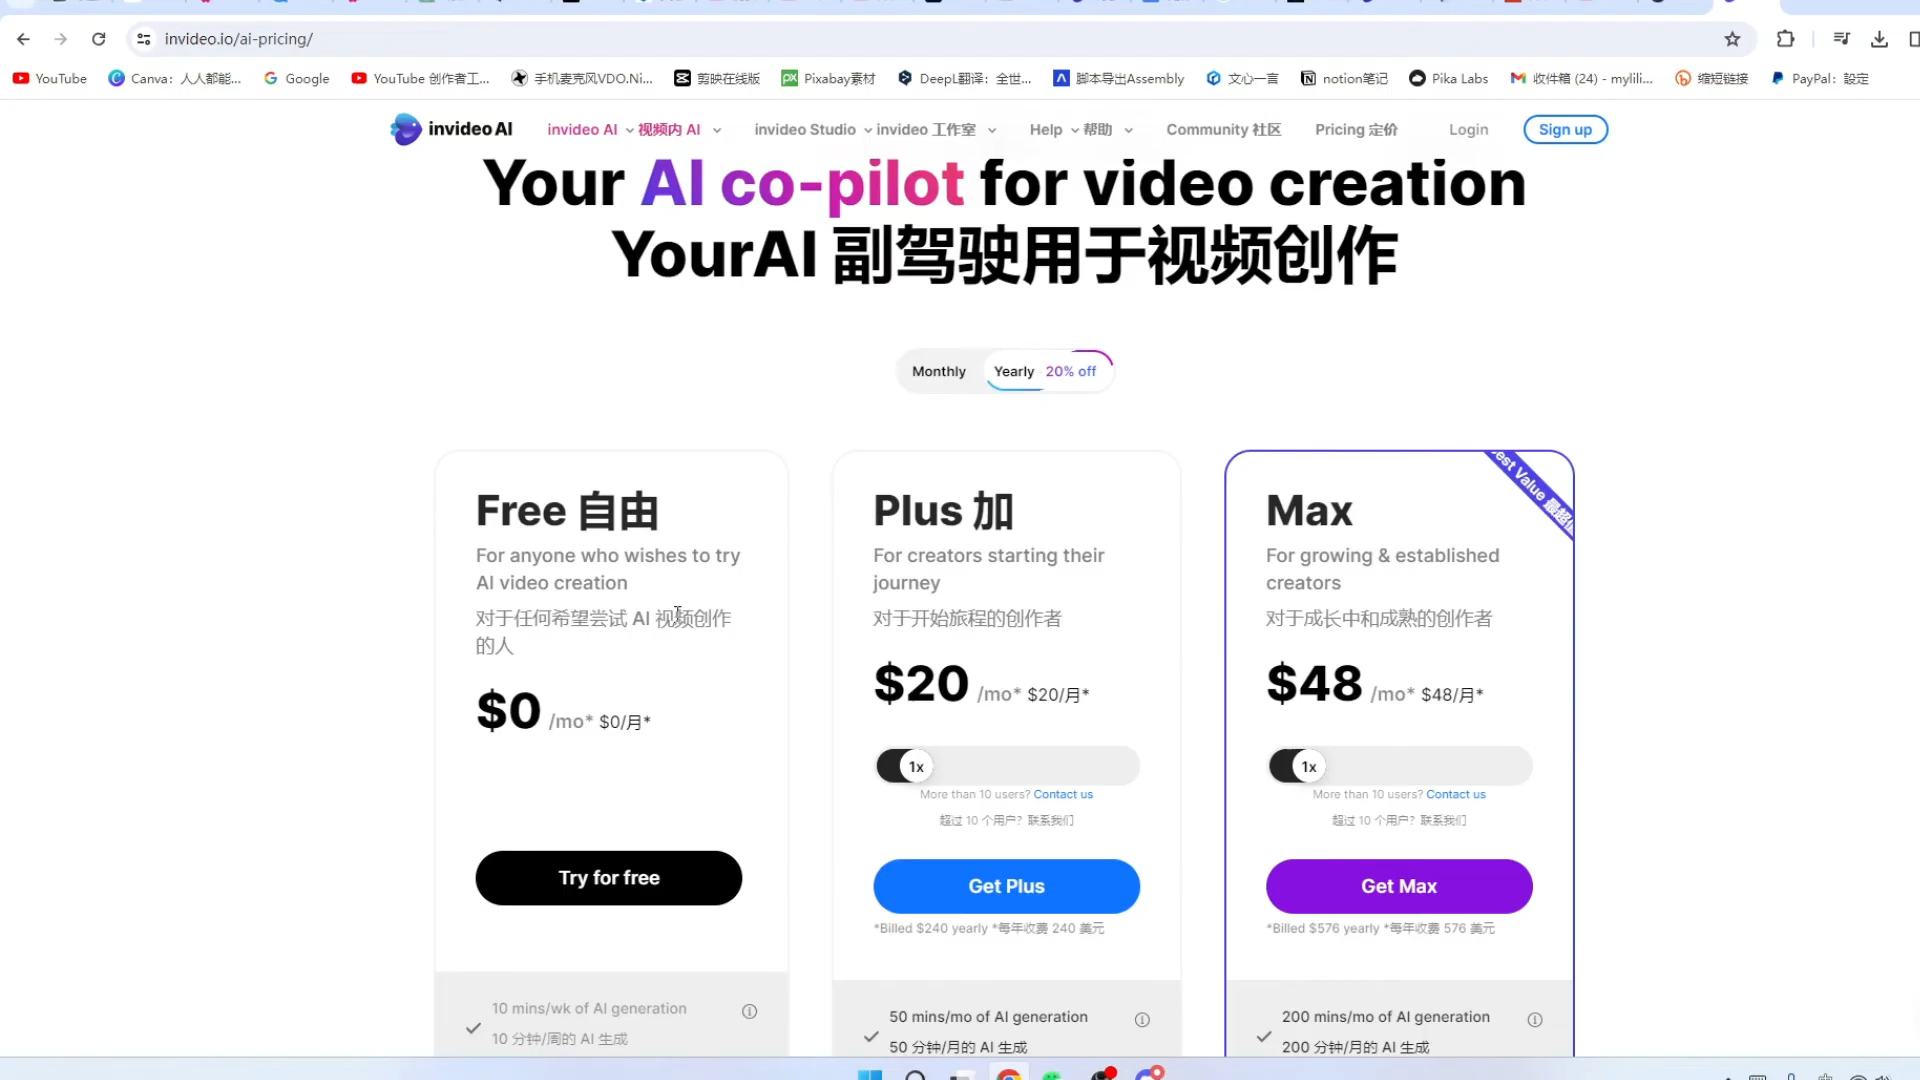 invideo.io/ai-pricing/
YouTube
Canva：人人都能...
Google
YouTube 创作者工...
手机麦克风VDO.Ni...
剪映在线版
Pixabay素材
DeepL翻译：全世...
脚本导出Assembly
文心一言
notion笔记
Pika Labs
收件箱 (24) - mylili...
缩短链接
PayPal：設定
invideo AI
invideo AI
视频内 AI
invideo Studio
invideo 工作室
Help
帮助
Community 社区
Pricing 定价
Login
Sign up
Your AI co-pilot for video creation
YourAI 副驾驶用于视频创作
Monthly
Yearly
20% off
Free 自由
For anyone who wishes to try
AI video creation
对于任何希望尝试 AI 视频创作
的人
$0 /mo* $0/月*
Try for free
10 mins/wk of AI generation
10 分钟/周的 AI 生成
Plus 加
For creators starting their
journey
对于开始旅程的创作者
$20 /mo* $20/月*
1x
More than 10 users? Contact us
超过 10 个用户？联系我们
Get Plus
*Billed $240 yearly *每年收费 240 美元
50 mins/mo of AI generation
50 分钟/月的 AI 生成
Value
Max
For growing & established
creators
对于成长中和成熟的创作者
$48 /mo* $48/月*
1x
More than 10 users? Contact us
超过 10 个用户？联系我们
Get Max
*Billed $576 yearly *每年收费 576 美元
200 mins/mo of AI generation
200 分钟/月的 AI 生成